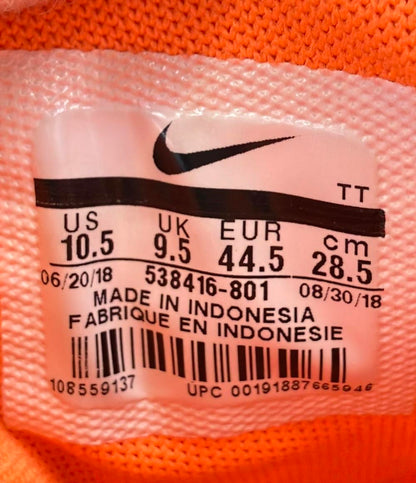 TT
US UK EUR cm
10.5 9.5 44.5 28.5
06/20/18 538416-801 08/30/18
MADE IN INDONESIA
FABRIQUE EN INDONESIE
108559137 UPC 00191887665946